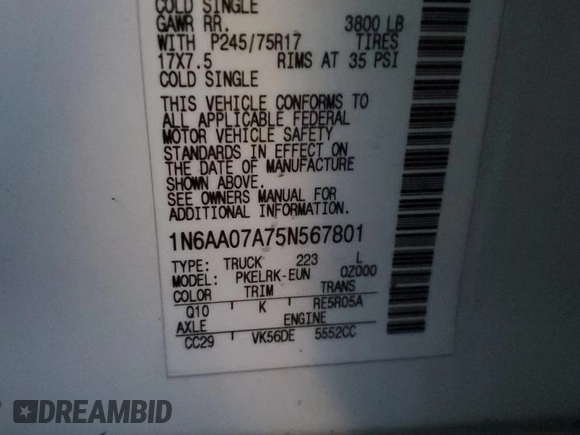 COLD SINGLE
GAWR RR. 3800 LB
WITH P245/75R17 TIRES
17X7.5 RIMS AT 35 PSI
COLD SINGLE
THIS VEHICLE CONFORMS TO
ALL APPLICABLE FEDERAL
MOTOR VEHICLE SAFETY
STANDARDS IN EFFECT ON
THE DATE OF MANUFACTURE
SHOWN ABOVE.
SEE OWNERS MANUAL FOR
ADDITIONAL INFORMATION.
1N6AA07A75N567801
TYPE: TRUCK 223 L
MODEL: PKELRK-EUN 0Z000
COLOR TRIM TRANS
Q10 K RE5R05A
AXLE ENGINE
CC29 VK56DE 5552CC
DREAMBID